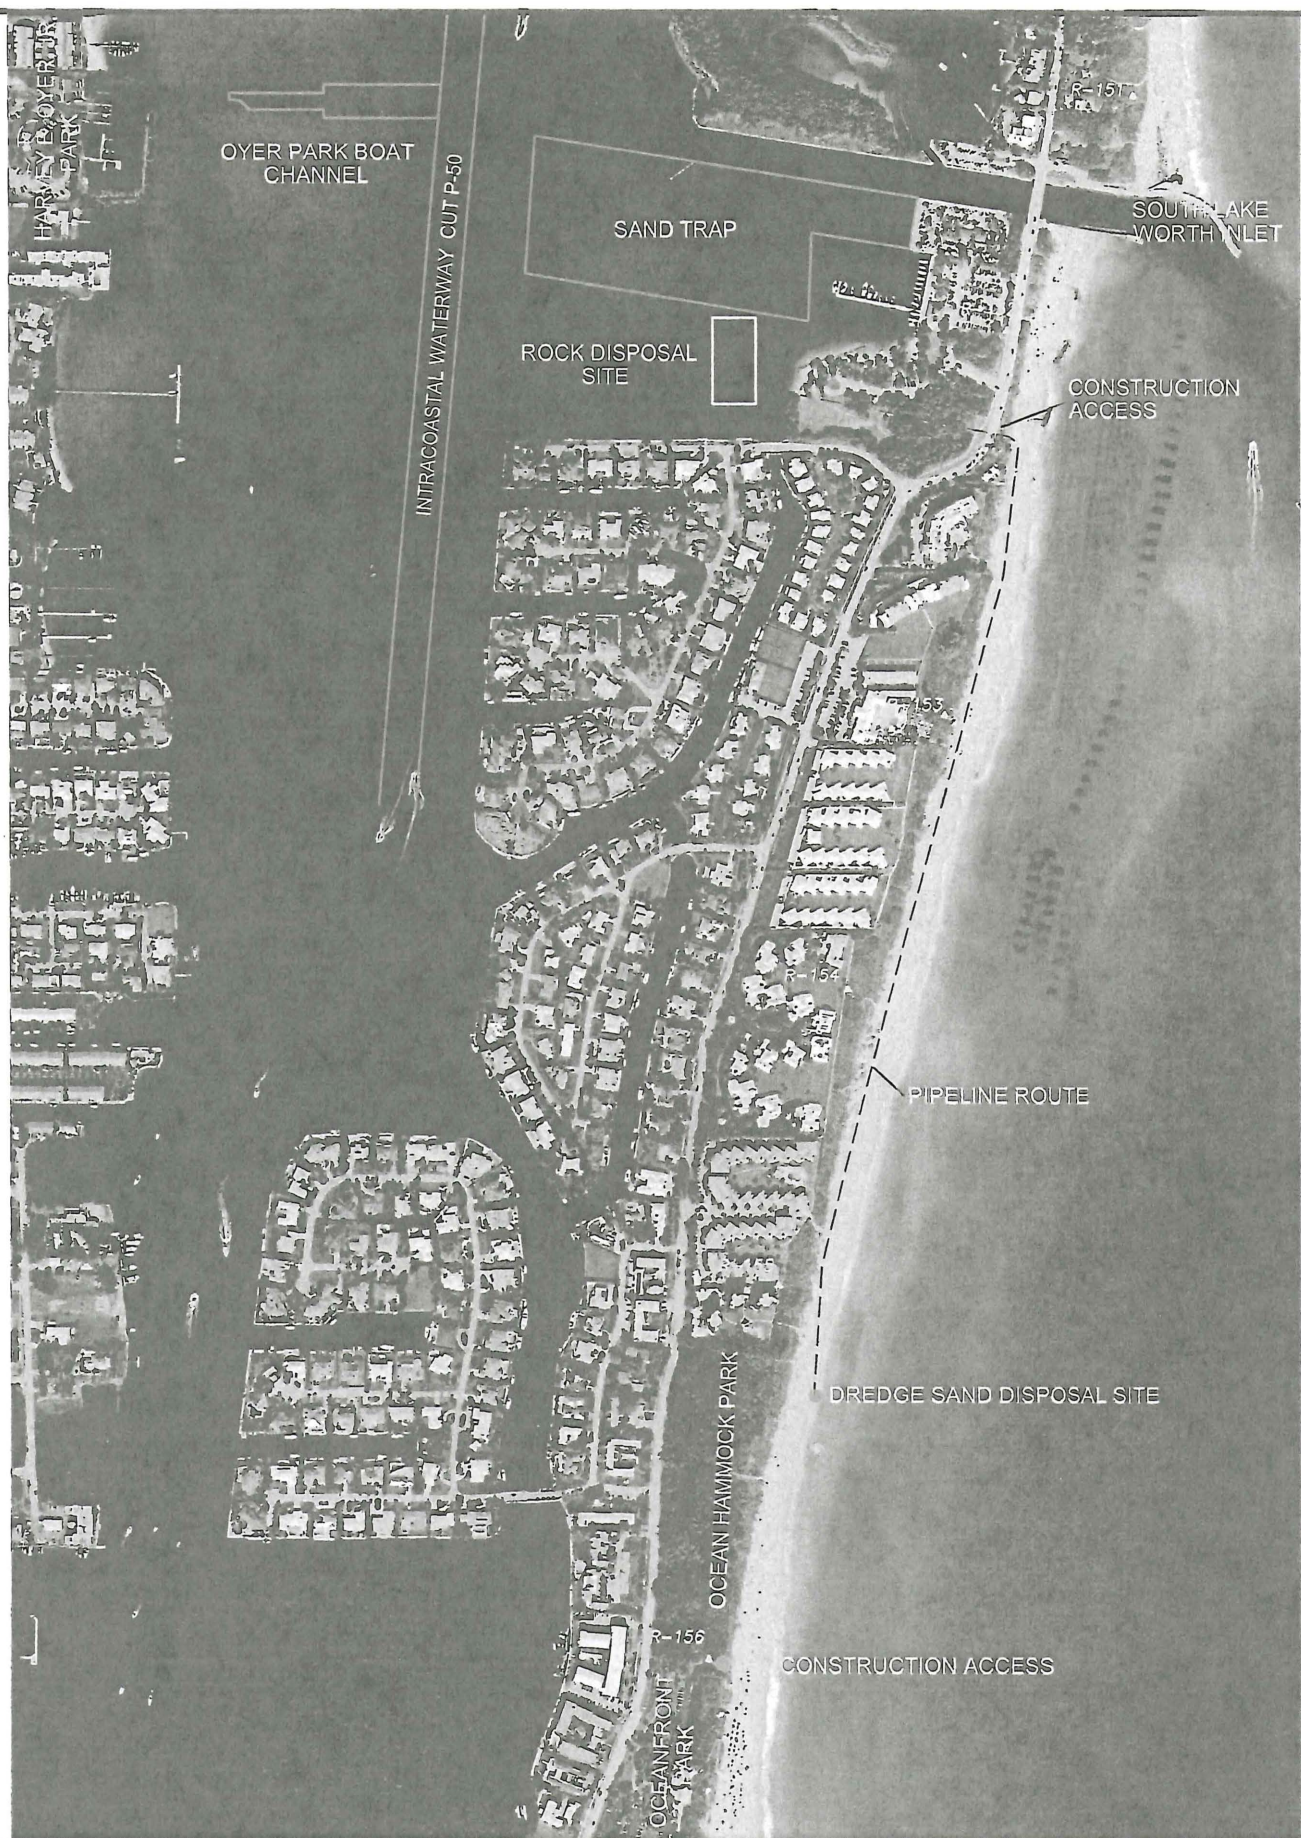 HARVEY E. OYER, JR.
PARK
OYER PARK BOAT
CHANNEL
INTRACOASTAL WATERWAY CUT P-50
SAND TRAP
R-151
SOUTH LAKE
WORTH INLET
ROCK DISPOSAL
SITE
CONSTRUCTION
ACCESS
R-153
R-154
PIPELINE ROUTE
OCEAN HAMMOCK PARK
DREDGE SAND DISPOSAL SITE
R-156
CONSTRUCTION ACCESS
OCEANFRONT
PARK